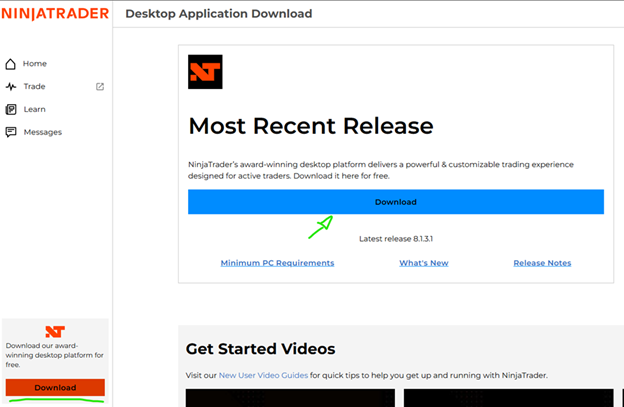 NINJATRADER
Desktop Application Download
Home
Trade
Learn
Messages
NT
Most Recent Release
NinjaTrader's award-winning desktop platform delivers a powerful & customizable trading experience
designed for active traders. Download it here for free.
Download
Latest release 8.1.3.1
Minimum PC Requirements What's New Release Notes
NT
Download our award-
winning desktop platform for
free.
Download
Get Started Videos
Visit our New User Video Guides for quick tips to help you get up and running with NinjaTrader.